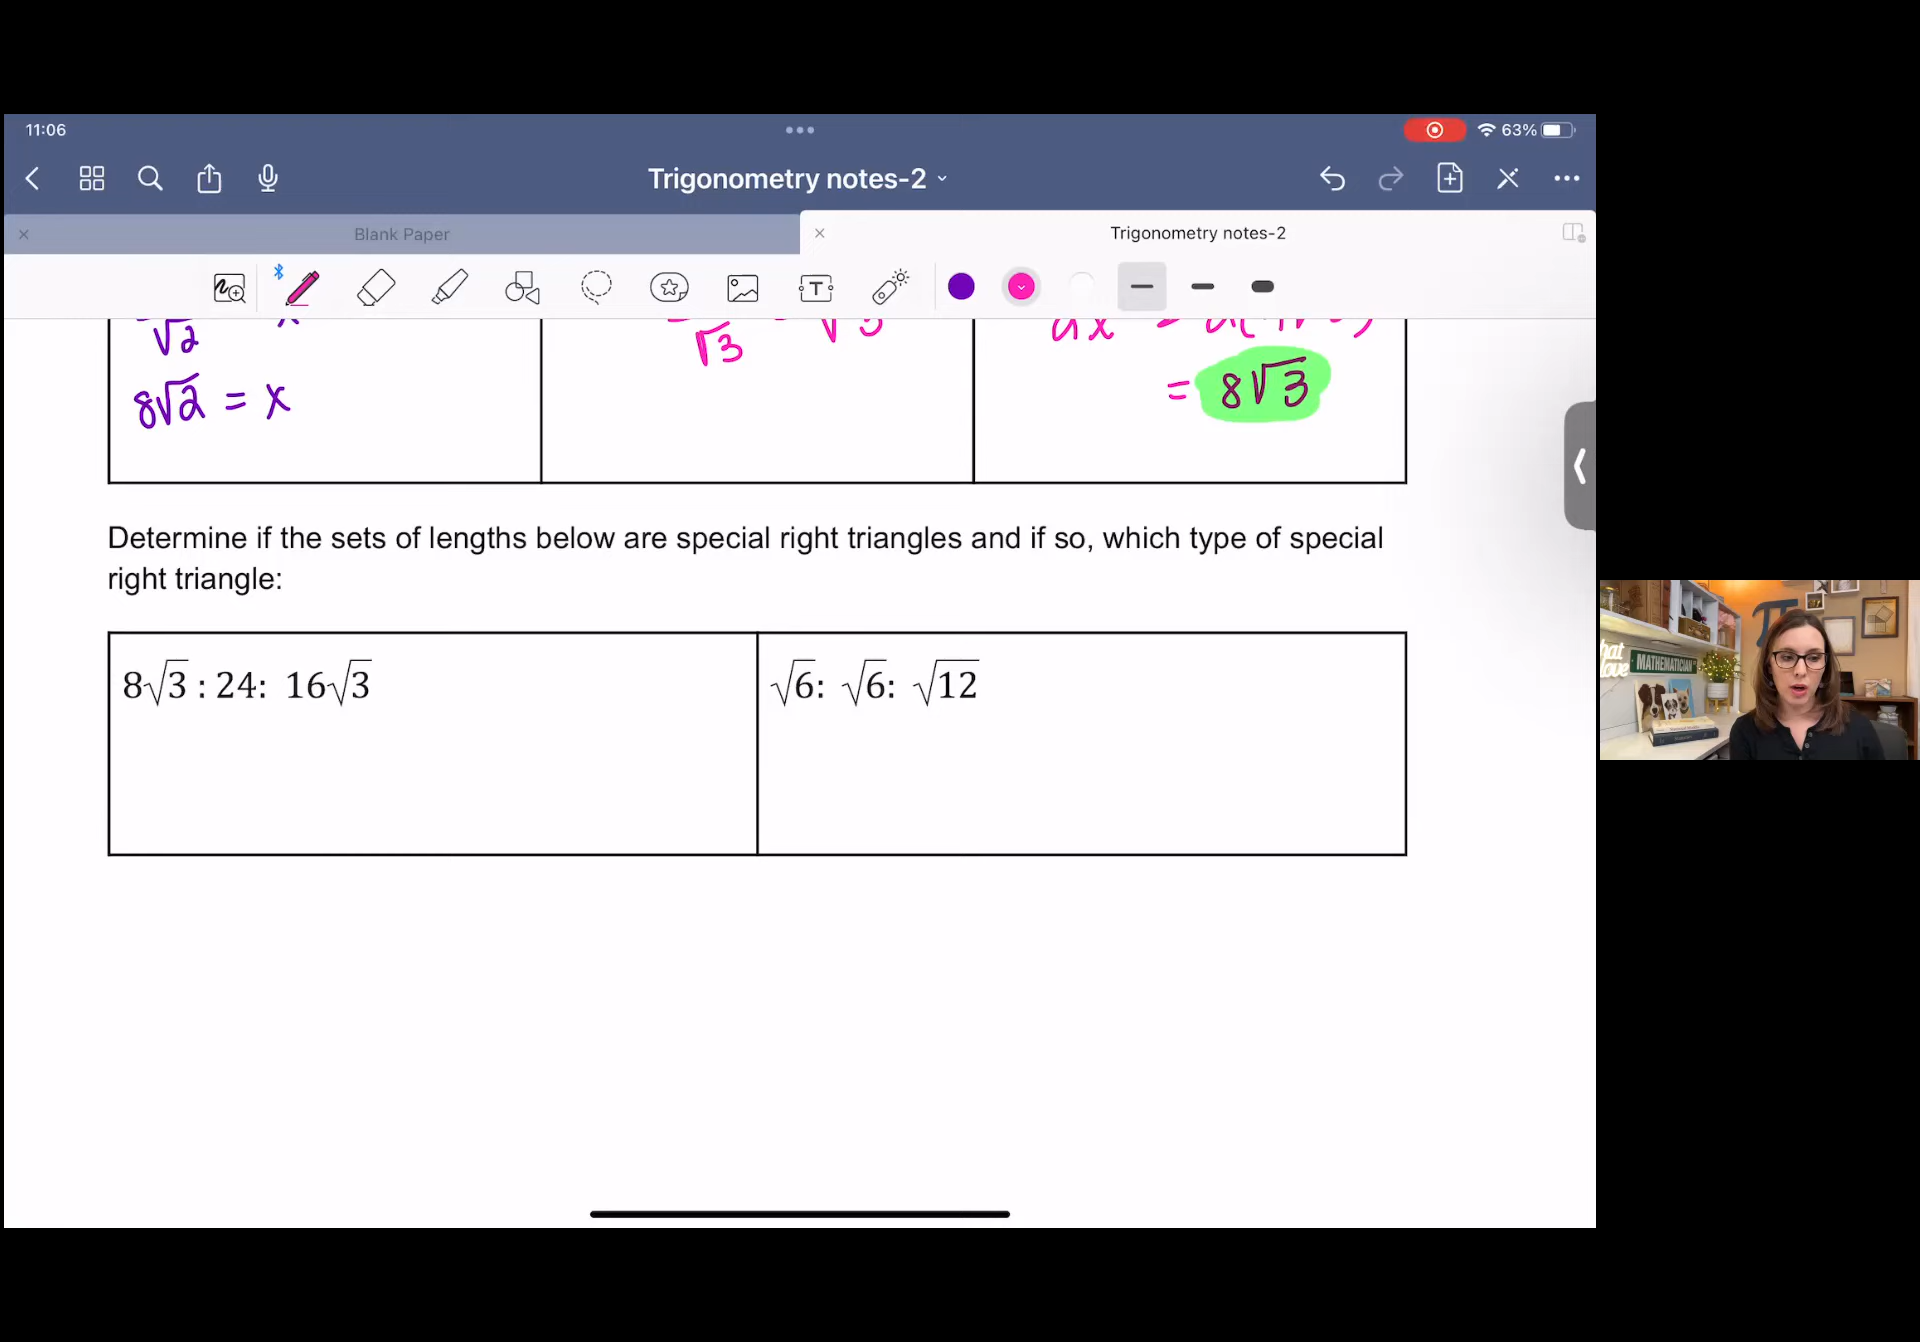 11:06
63%
Trigonometry notes-2
Blank Paper
Trigonometry notes-2
T
√2
8√2 = x
√3
= 8√3
Determine if the sets of lengths below are special right triangles and if so, which type of special
right triangle:
8√3 : 24: 16√3
√6: √6: √12
MATHEMATICIAN